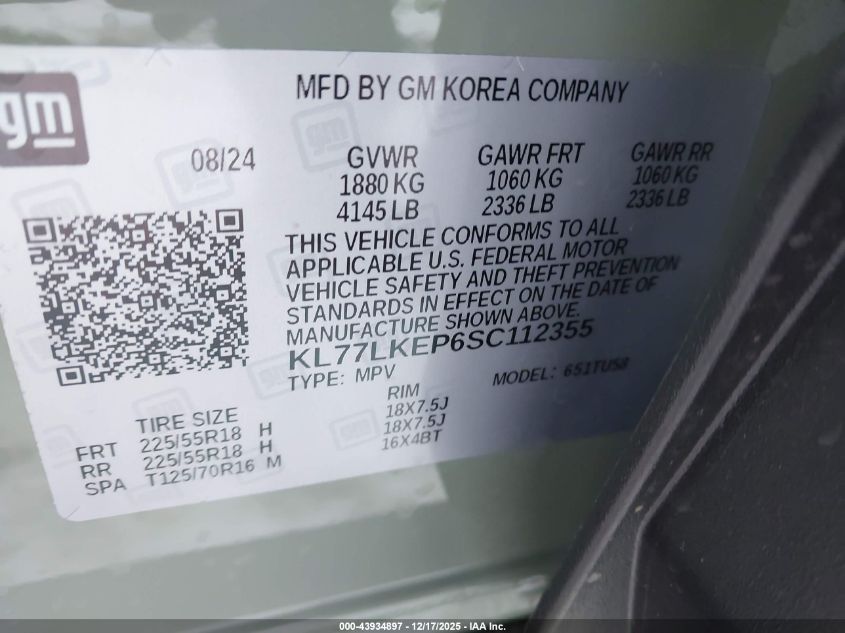 gm
MFD BY GM KOREA COMPANY
08/24
GVWR
1880 KG
4145 LB
GAWR FRT
1060 KG
2336 LB
GAWR RR
1060 KG
2336 LB
THIS VEHICLE CONFORMS TO ALL
APPLICABLE U.S. FEDERAL MOTOR
VEHICLE SAFETY AND THEFT PREVENTION
STANDARDS IN EFFECT ON THE DATE OF
MANUFACTURE SHOWN ABOVE.
KL77LKEP6SC112355
TYPE: MPV MODEL: 651TU58
TIRE SIZE RIM
FRT 225/55R18 H 18X7.5J
RR 225/55R18 H 18X7.5J
SPA T125/70R16 M 16X4BT
000-43934897 - 12/17/2025 - IAA Inc.